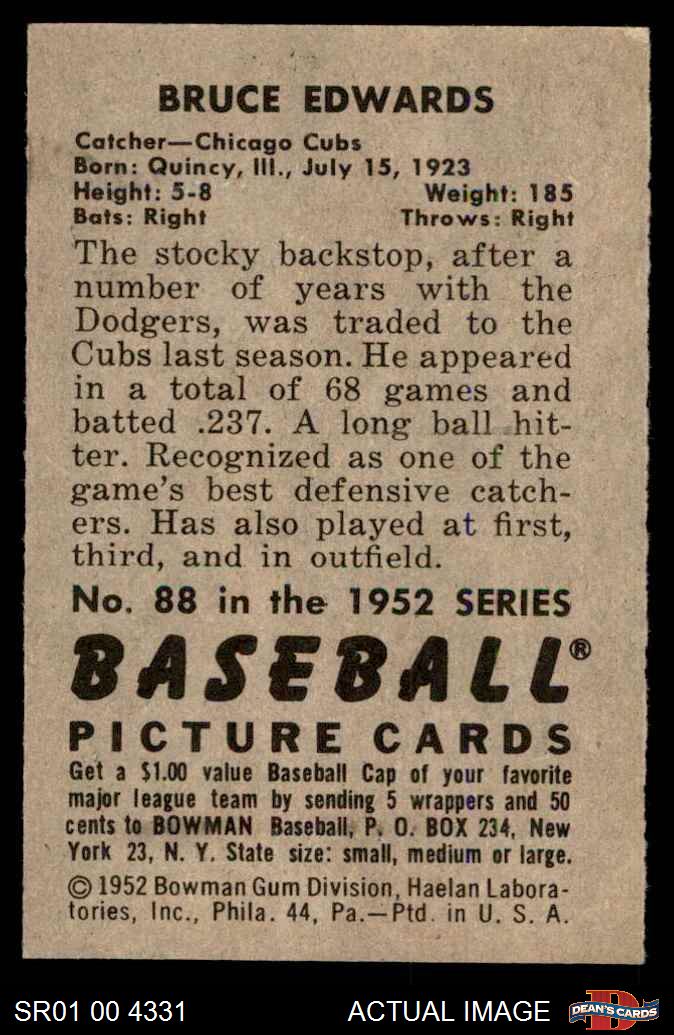 BRUCE EDWARDS
Catcher—Chicago Cubs
Born: Quincy, Ill., July 15, 1923
Height: 5-8 Weight: 185
Bats: Right Throws: Right
The stocky backstop, after a
number of years with the
Dodgers, was traded to the
Cubs last season. He appeared
in a total of 68 games and
batted .237. A long ball hit-
ter. Recognized as one of the
game's best defensive catch-
ers. Has also played at first,
third, and in outfield.
No. 88 in the 1952 SERIES
BASEBALL®
PICTURE CARDS
Get a $1.00 value Baseball Cap of your favorite
major league team by sending 5 wrappers and 50
cents to BOWMAN Baseball, P. O. BOX 234, New
York 23, N. Y. State size: small, medium or large.
© 1952 Bowman Gum Division, Haelan Labora-
tories, Inc., Phila. 44, Pa.—Ptd. in U. S. A.
SR01 00 4331 ACTUAL IMAGE DEAN'S CARDS